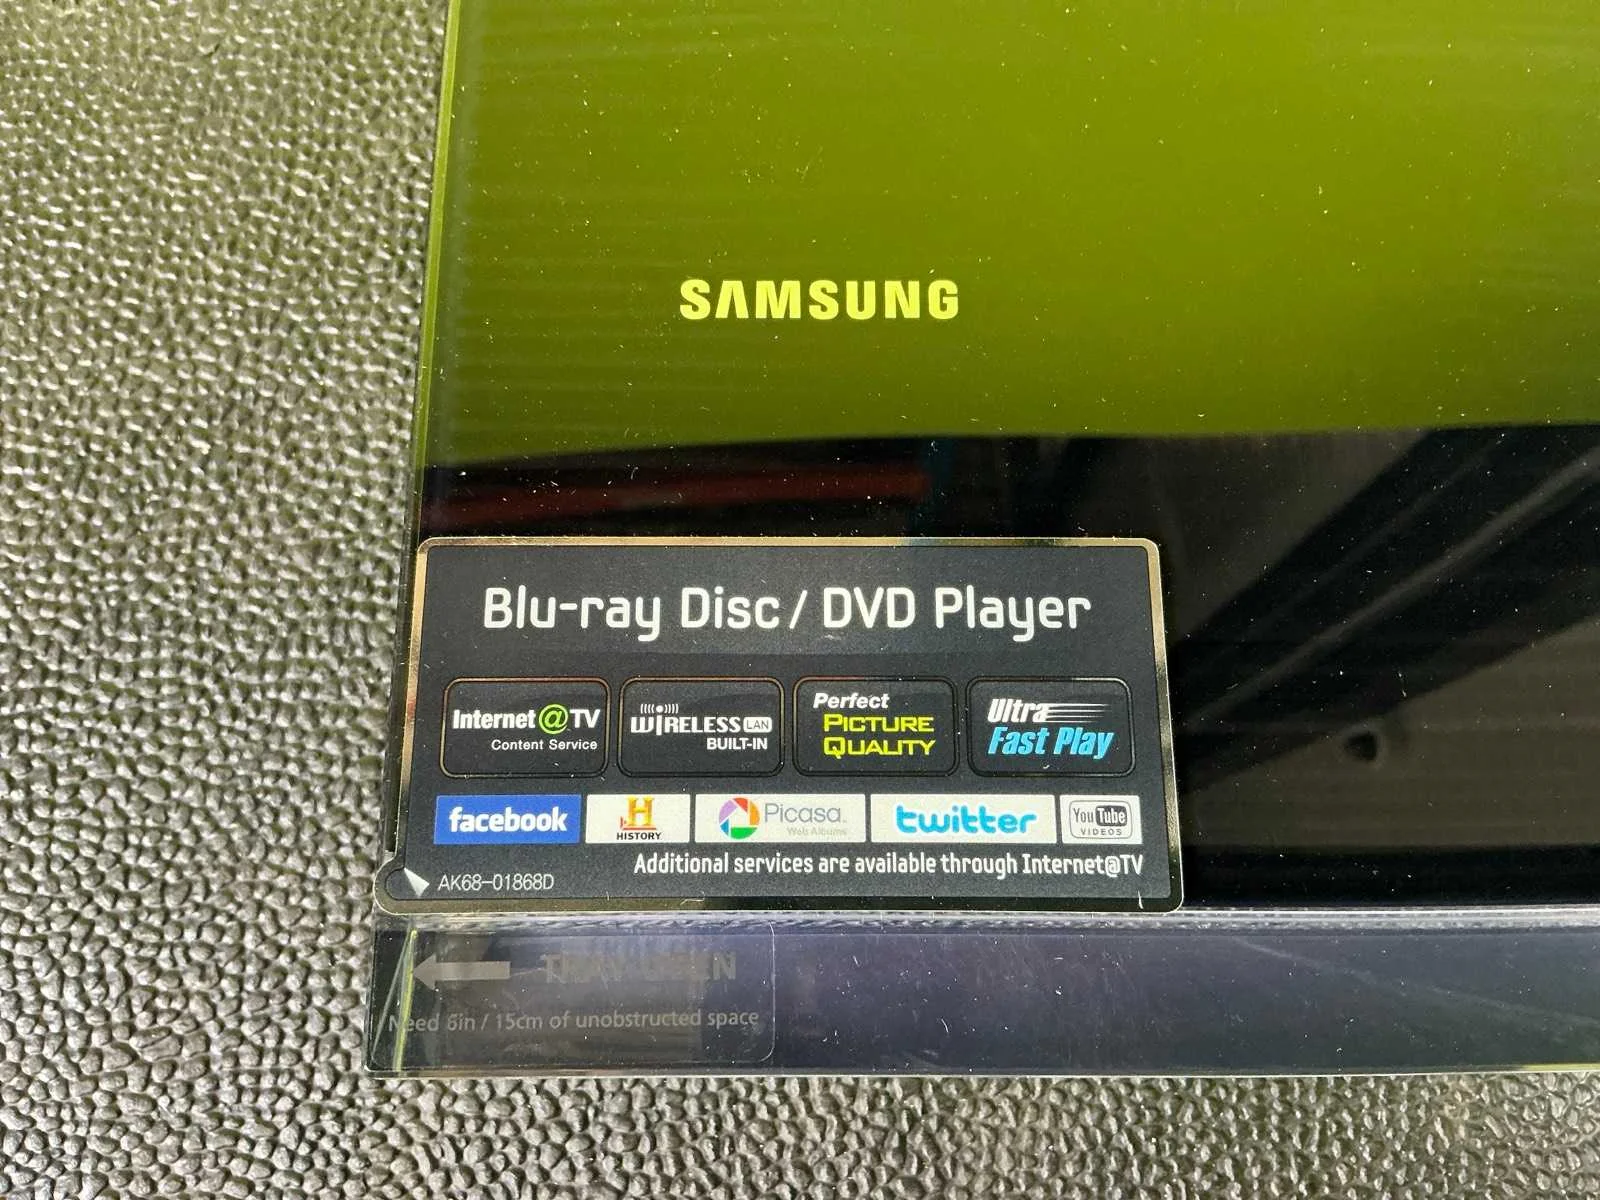 SAMSUNG
Blu-ray Disc / DVD Player
Internet@TV
Content Service
WIRELESS LAN
BUILT-IN
Perfect
PICTURE
QUALITY
Ultra
Fast Play
facebook
H
HISTORY
Picasa
Web Albums
twitter
YouTube
VIDEOS
Additional services are available through Internet@TV
AK68-01868D
TRAY OPEN
Need 6in / 15cm of unobstructed space